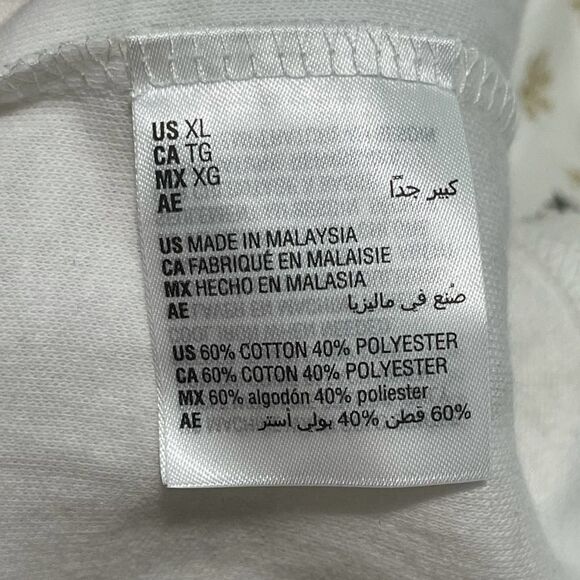 US XL
CA TG
MX XG
AE كبير جدّا
US MADE IN MALAYSIA
CA FABRIQUÉ EN MALAISIE
MX HECHO EN MALASIA
AE صُنع في ماليزيا
US 60% COTTON 40% POLYESTER
CA 60% COTON 40% POLYESTER
MX 60% algodón 40% poliester
AE 60% قطن 40% بولي أستر